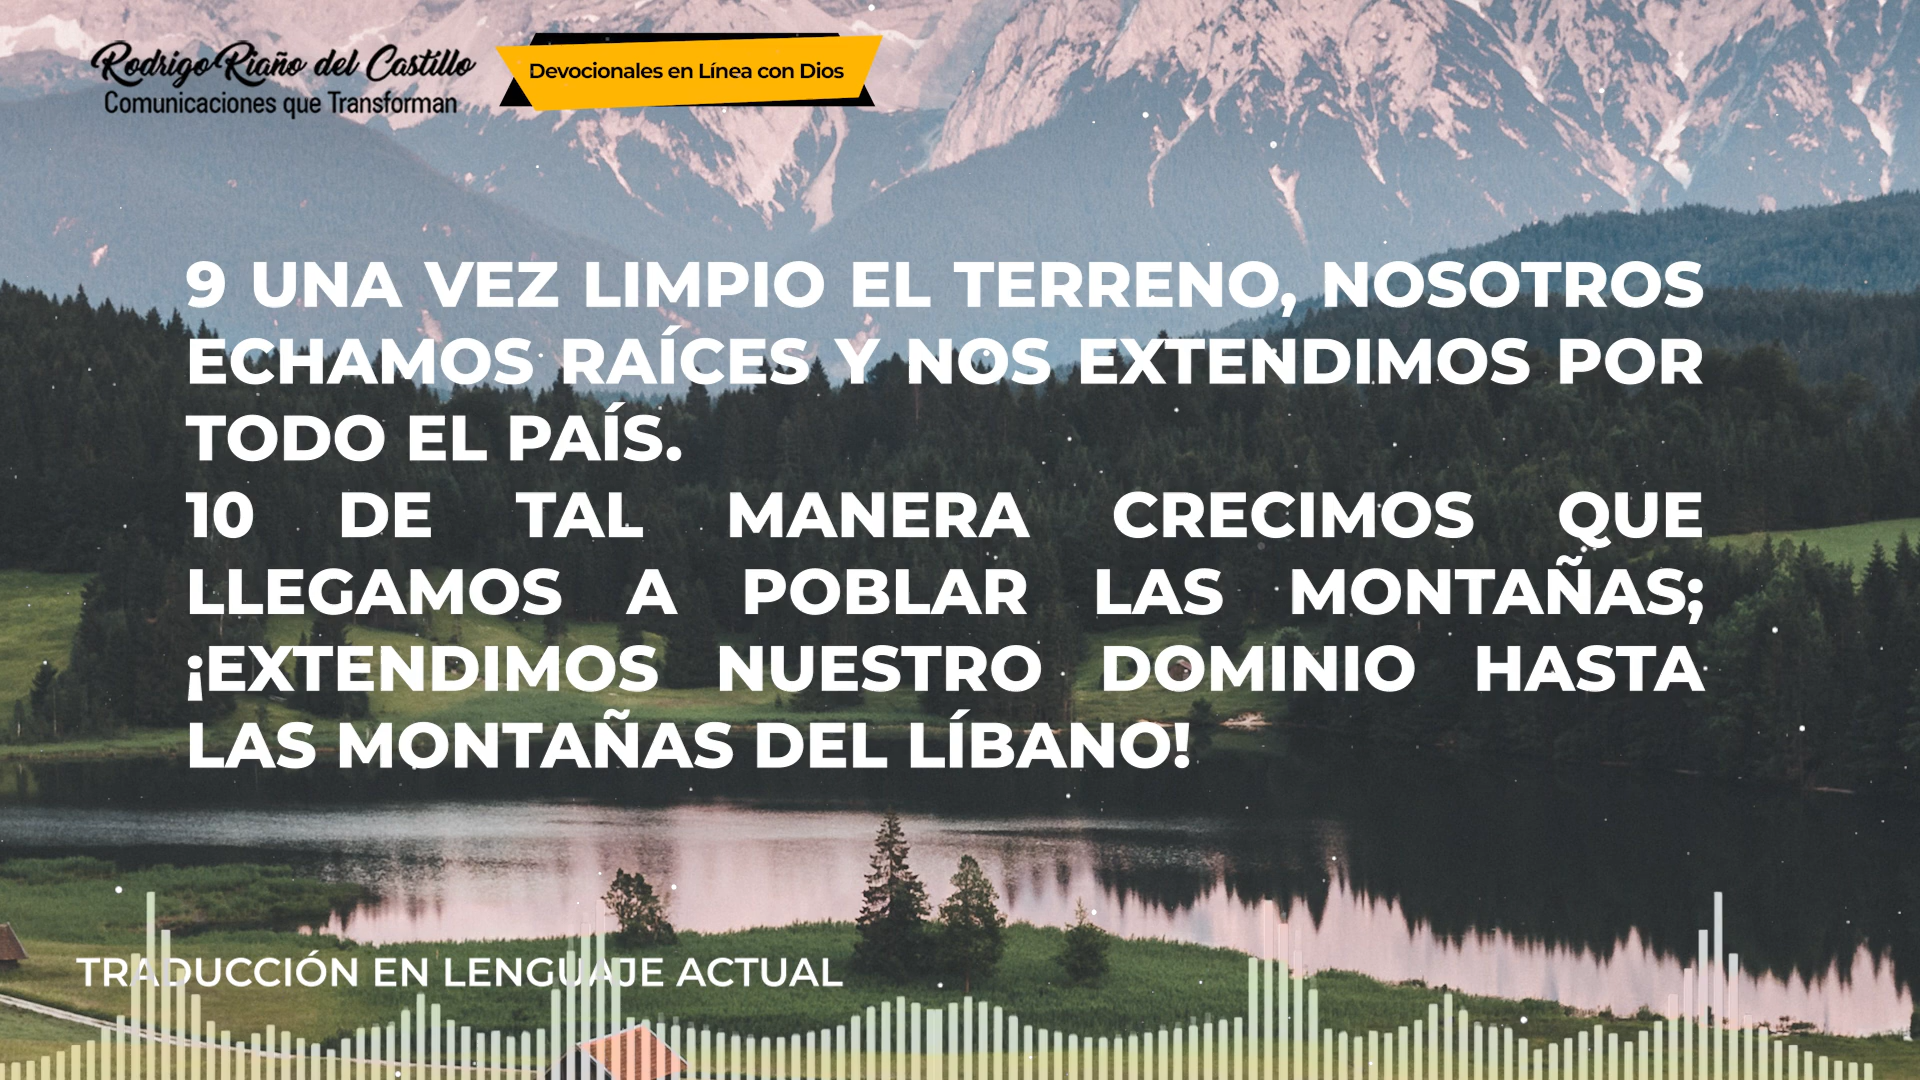 Rodrigo Riaño del Castillo
Comunicaciones que Transforman
Devocionales en Línea con Dios
9 UNA VEZ LIMPIO EL TERRENO, NOSOTROS
ECHAMOS RAÍCES Y NOS EXTENDIMOS POR
TODO EL PAÍS.
10 DE TAL MANERA CRECIMOS QUE
LLEGAMOS A POBLAR LAS MONTAÑAS;
¡EXTENDIMOS NUESTRO DOMINIO HASTA
LAS MONTAÑAS DEL LÍBANO!
TRADUCCIÓN EN LENGUAJE ACTUAL